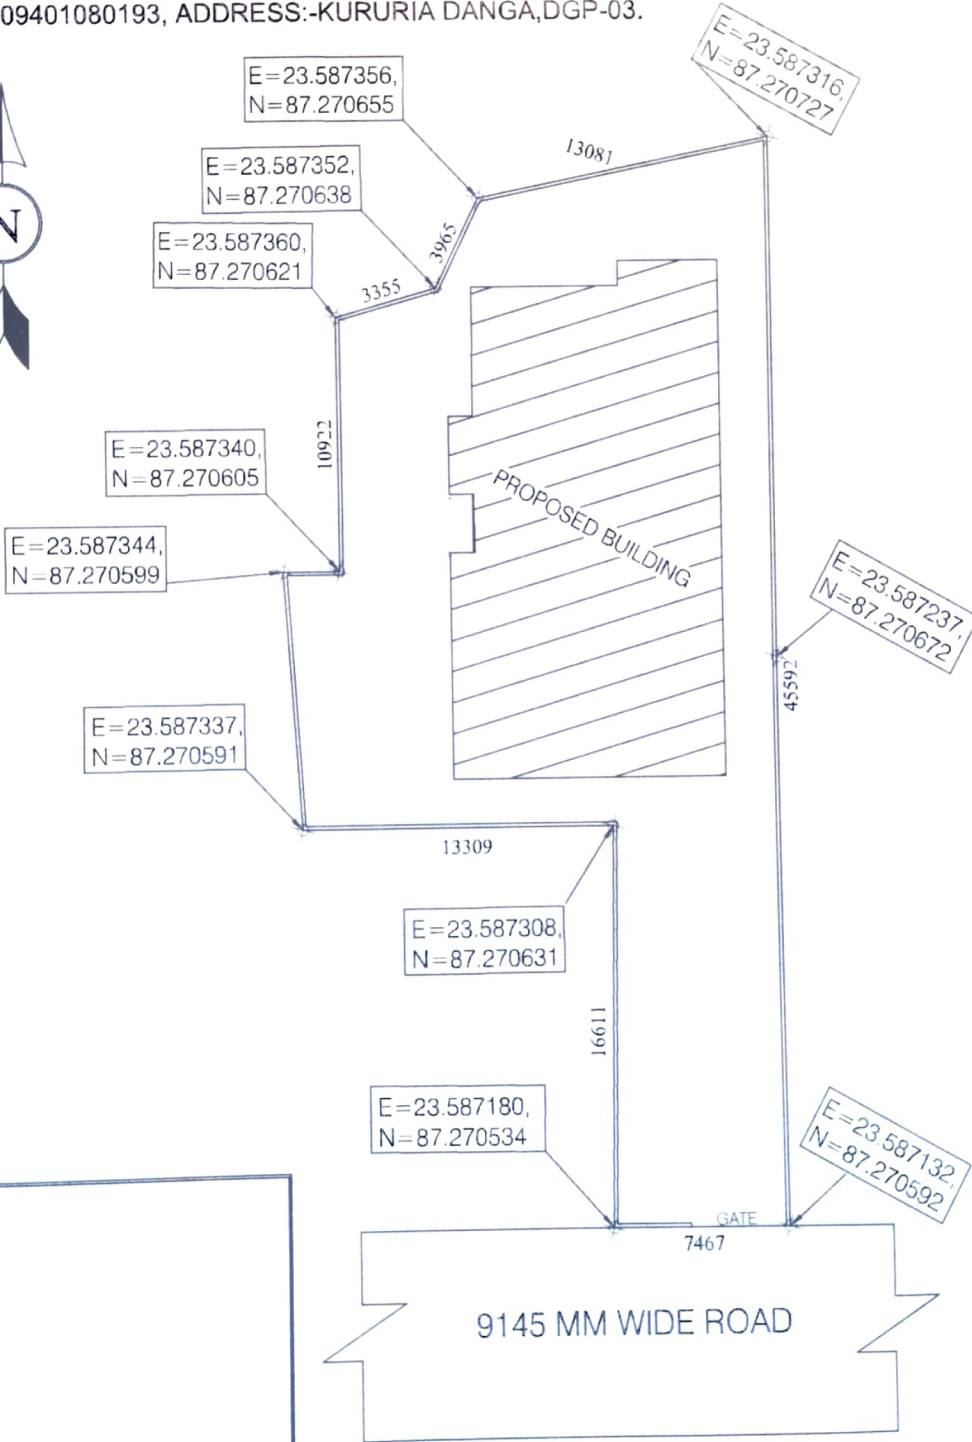 09401080193, ADDRESS:-KURURIA DANGA,DGP-03.
E=23.587316,
N=87.270727
E=23.587356,
N=87.270655
13081
E=23.587352,
N=87.270638
N
3965
E=23.587360,
N=87.270621
3355
10922
E=23.587340,
N=87.270605
PROPOSED BUILDING
E=23.587344,
N=87.270599
E=23.587237,
N=87.270672
45592
E=23.587337,
N=87.270591
13309
E=23.587308,
N=87.270631
16611
E=23.587180,
N=87.270534
E=23.587132,
N=87.270592
GATE
7467
9145 MM WIDE ROAD